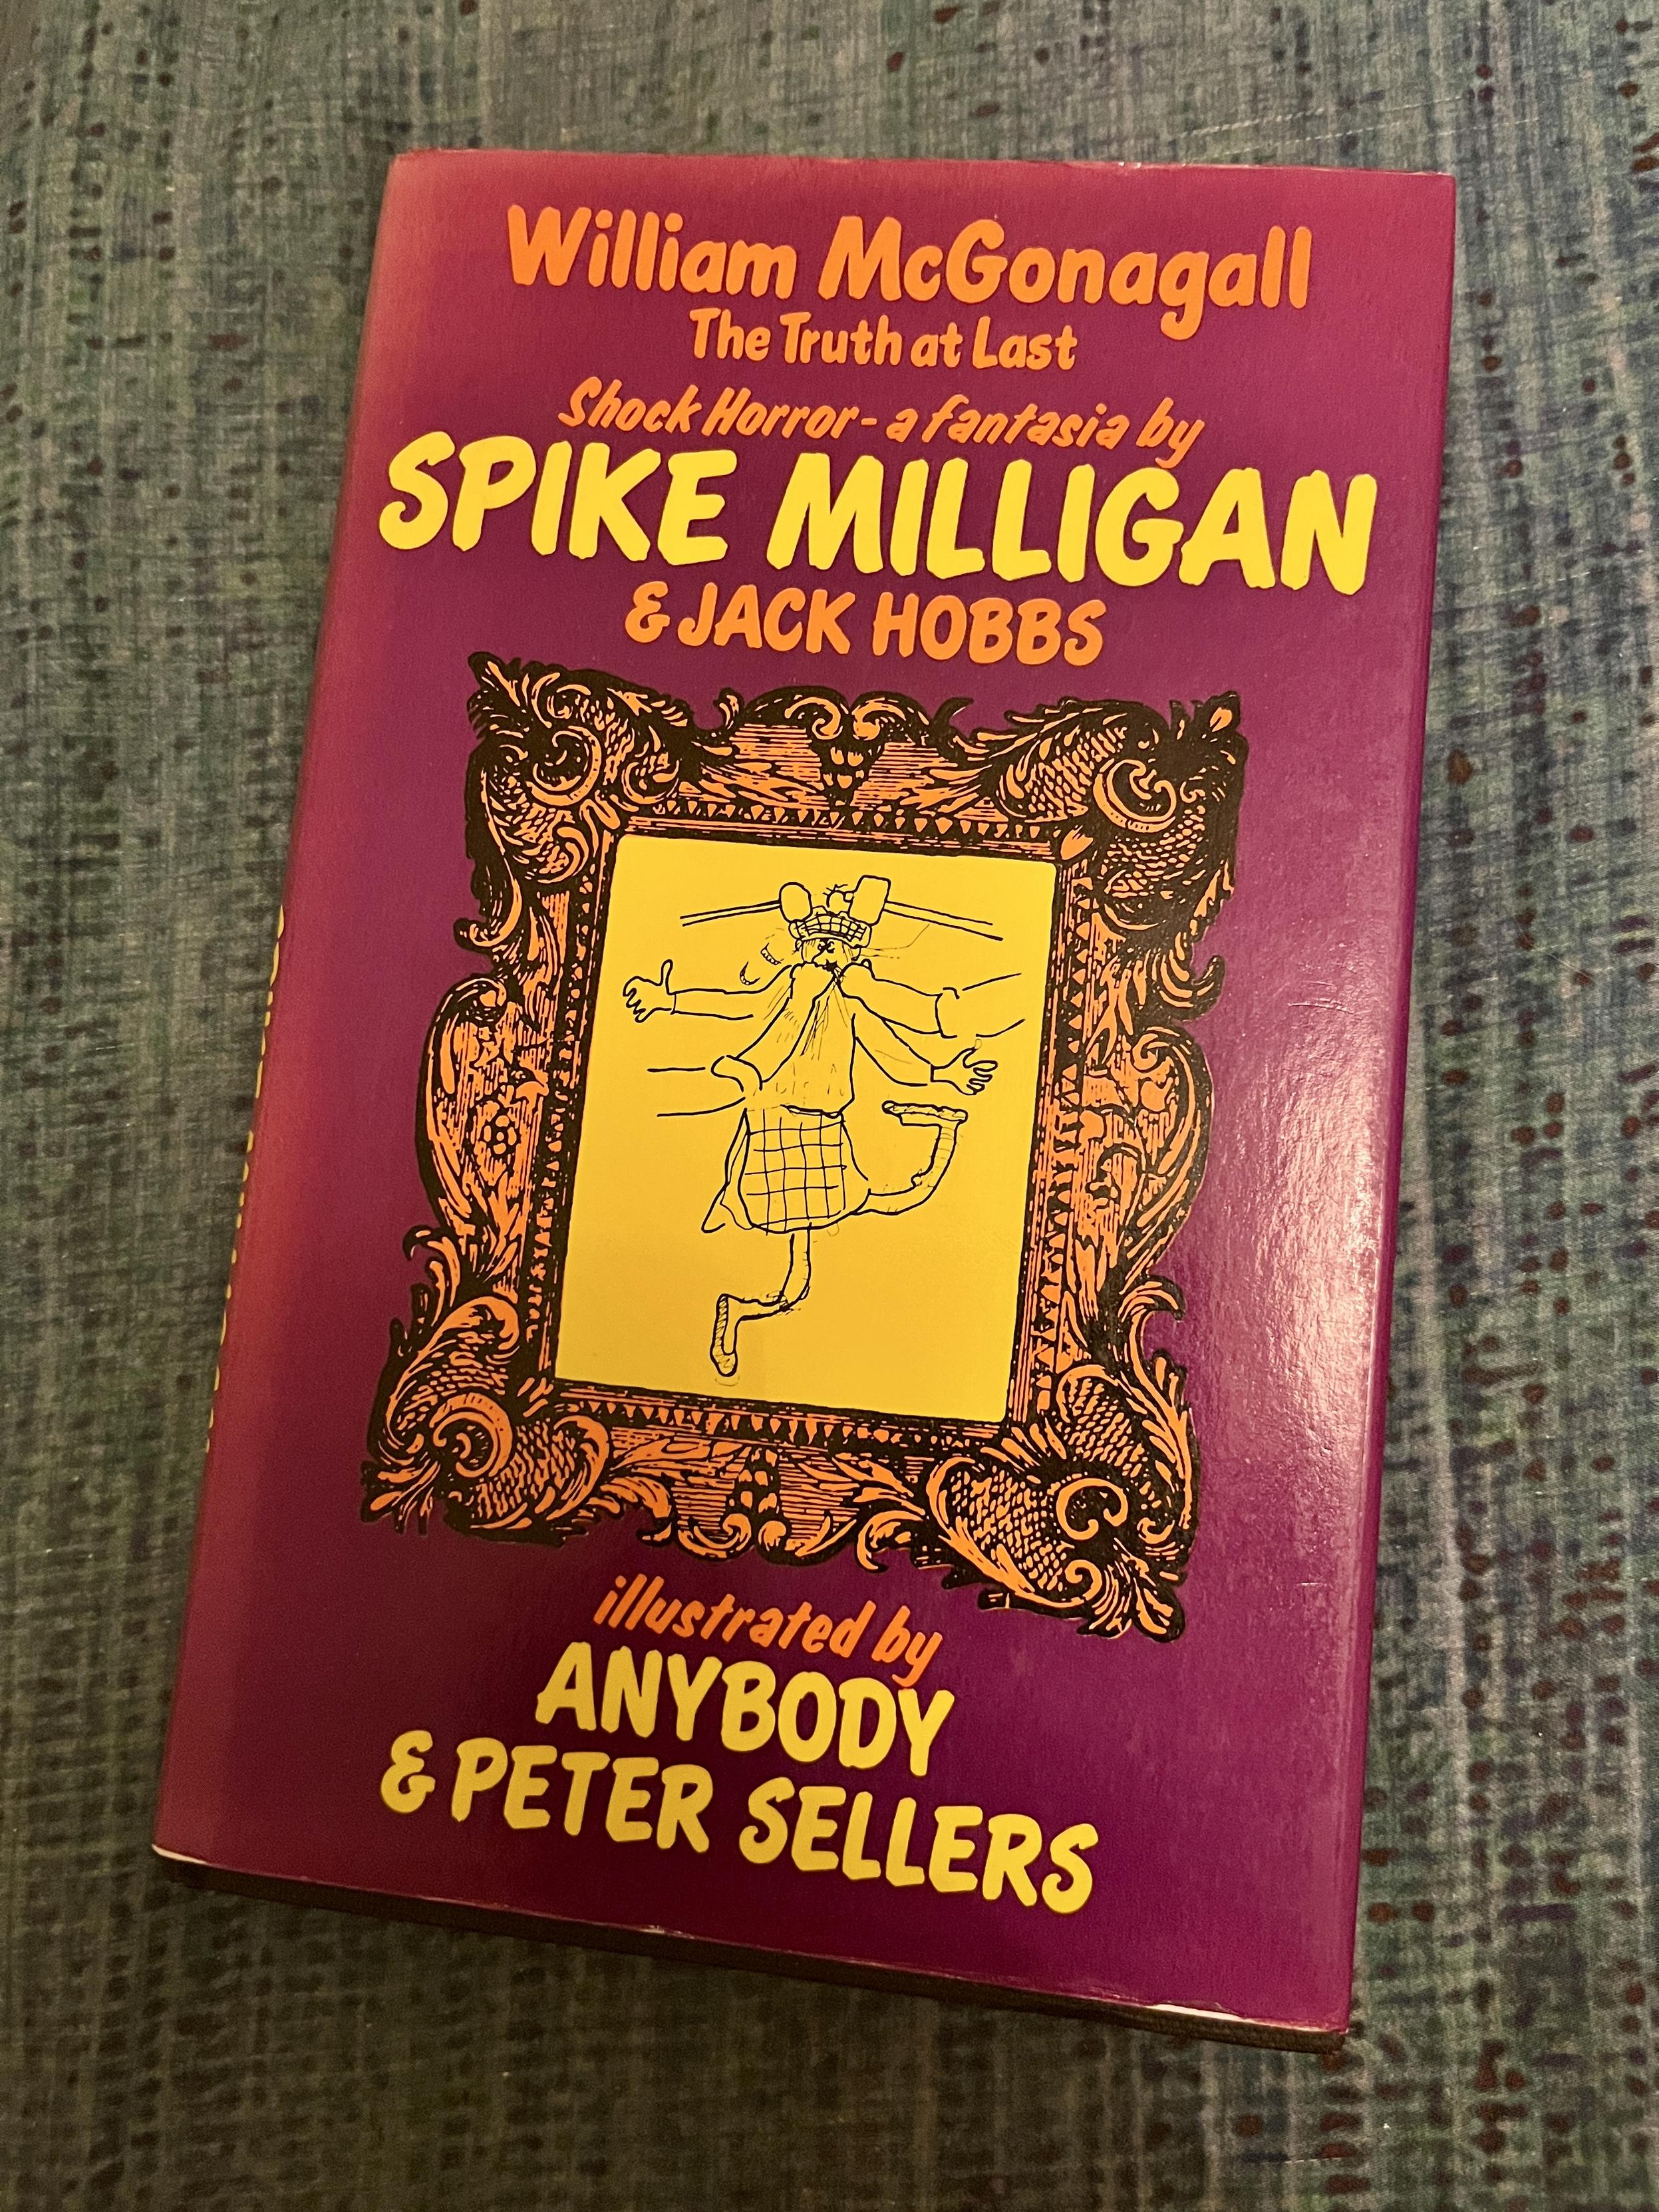 William McGonagall
The Truth at Last
Shock Horror - a fantasia by
SPIKE MILLIGAN
& JACK HOBBS
illustrated by
ANYBODY
& PETER SELLERS